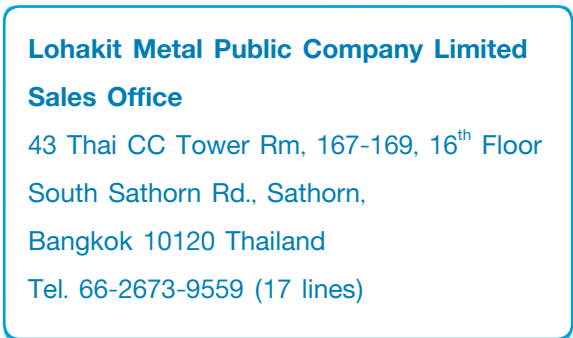 Lohakit Metal Public Company Limited
Sales Office
43 Thai CC Tower Rm, 167-169, 16th Floor
South Sathorn Rd., Sathorn,
Bangkok 10120 Thailand
Tel. 66-2673-9559 (17 lines)